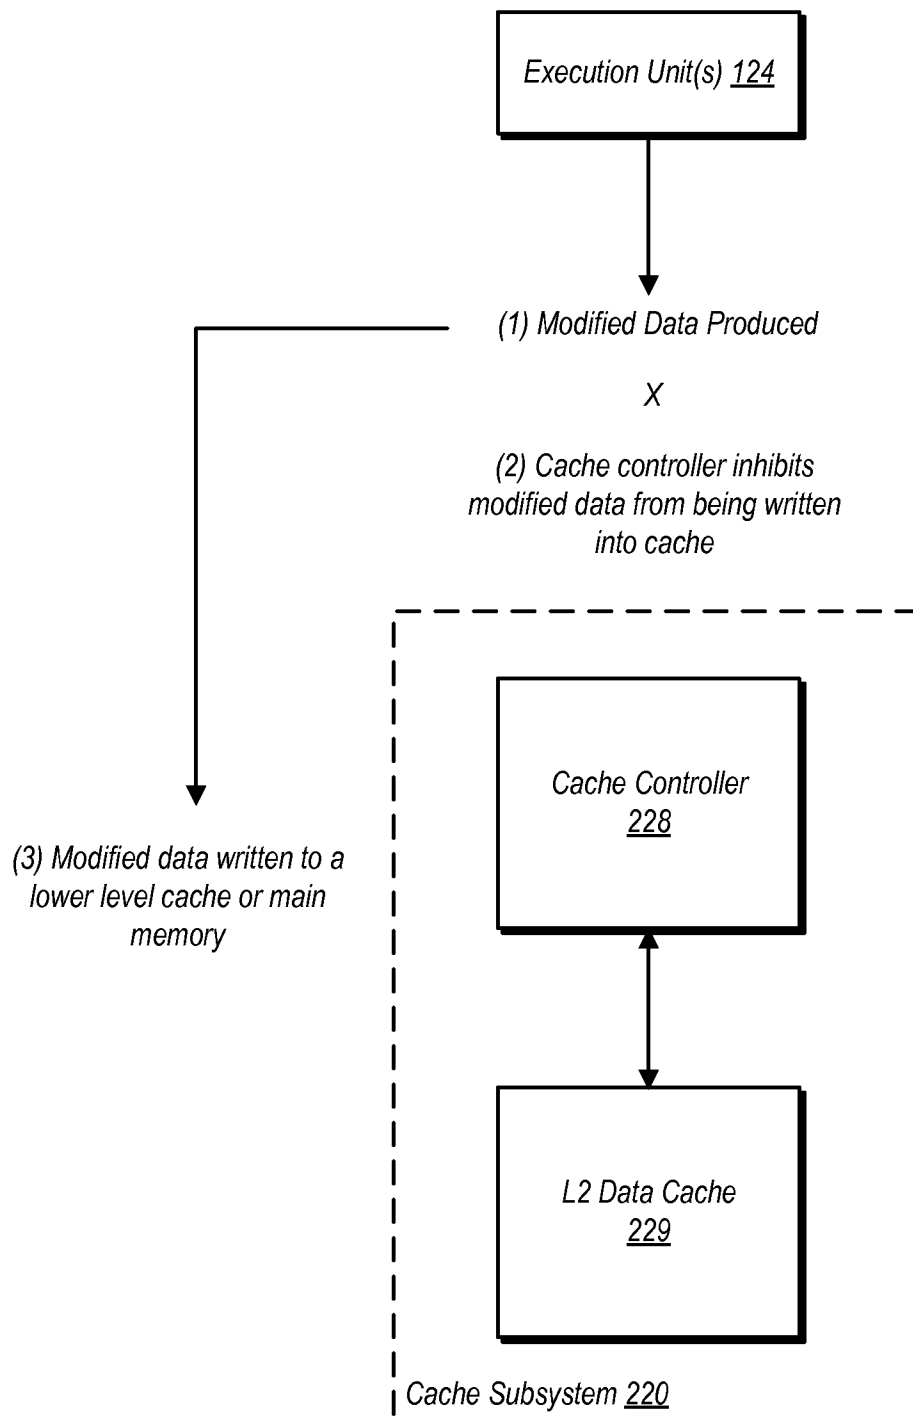 Execution Unit(s) 124
(1) Modified Data Produced
X
(2) Cache controller inhibits
modified data from being written
into cache
Cache Controller
228
(3) Modified data written to a
lower level cache or main
memory
L2 Data Cache
229
Cache Subsystem 220